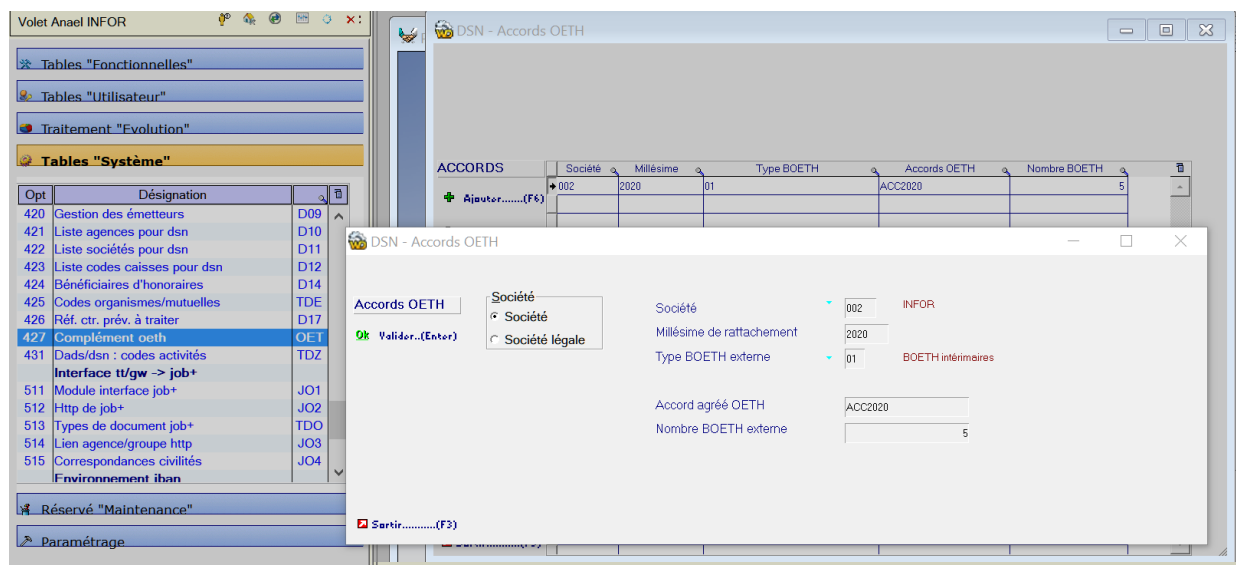 Volet Anael INFOR
Tables "Fonctionnelles"
Tables "Utilisateur"
Traitement "Evolution"
Tables "Système"
Opt Désignation
420 Gestion des émetteurs D09
421 Liste agences pour dsn D10
422 Liste sociétés pour dsn D11
423 Liste codes caisses pour dsn D12
424 Bénéficiaires d'honoraires D14
425 Codes organismes/mutuelles TDE
426 Réf. ctr. prév. à traiter D17
427 Complément oeth OET
431 Dads/dsn : codes activités TDZ
Interface tt/gw -> job+
511 Module interface job+ JO1
512 Http de job+ JO2
513 Types de document job+ TDO
514 Lien agence/groupe http JO3
515 Correspondances civilités JO4
Environnement iban
Réservé "Maintenance"
Paramétrage
DSN - Accords OETH
ACCORDS Société Millésime Type BOETH Accords OETH Nombre BOETH
002 2020 01 ACC2020 5
Ajouter.......(F6)
DSN - Accords OETH
Accords OETH
Ok Valider..(Enter)
Société
Société
Société légale
Société 002 INFOR
Millésime de rattachement 2020
Type BOETH externe 01 BOETH intérimaires
Accord agréé OETH ACC2020
Nombre BOETH externe 5
Sortir...........(F3)